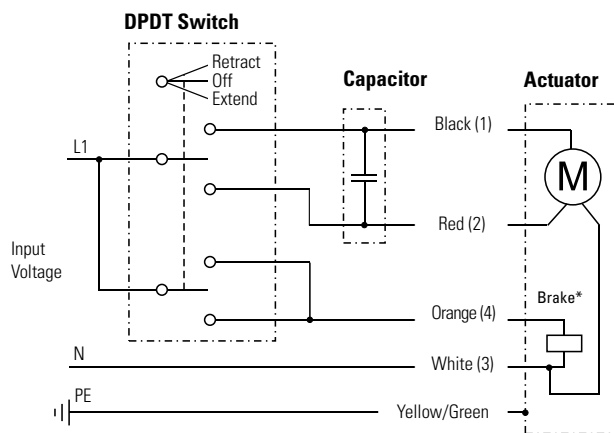 DPDT Switch
Retract
Off
Extend
Capacitor
Actuator
L1
Black (1)
M
Red (2)
Input
Voltage
Brake*
Orange (4)
N
White (3)
PE
Yellow/Green